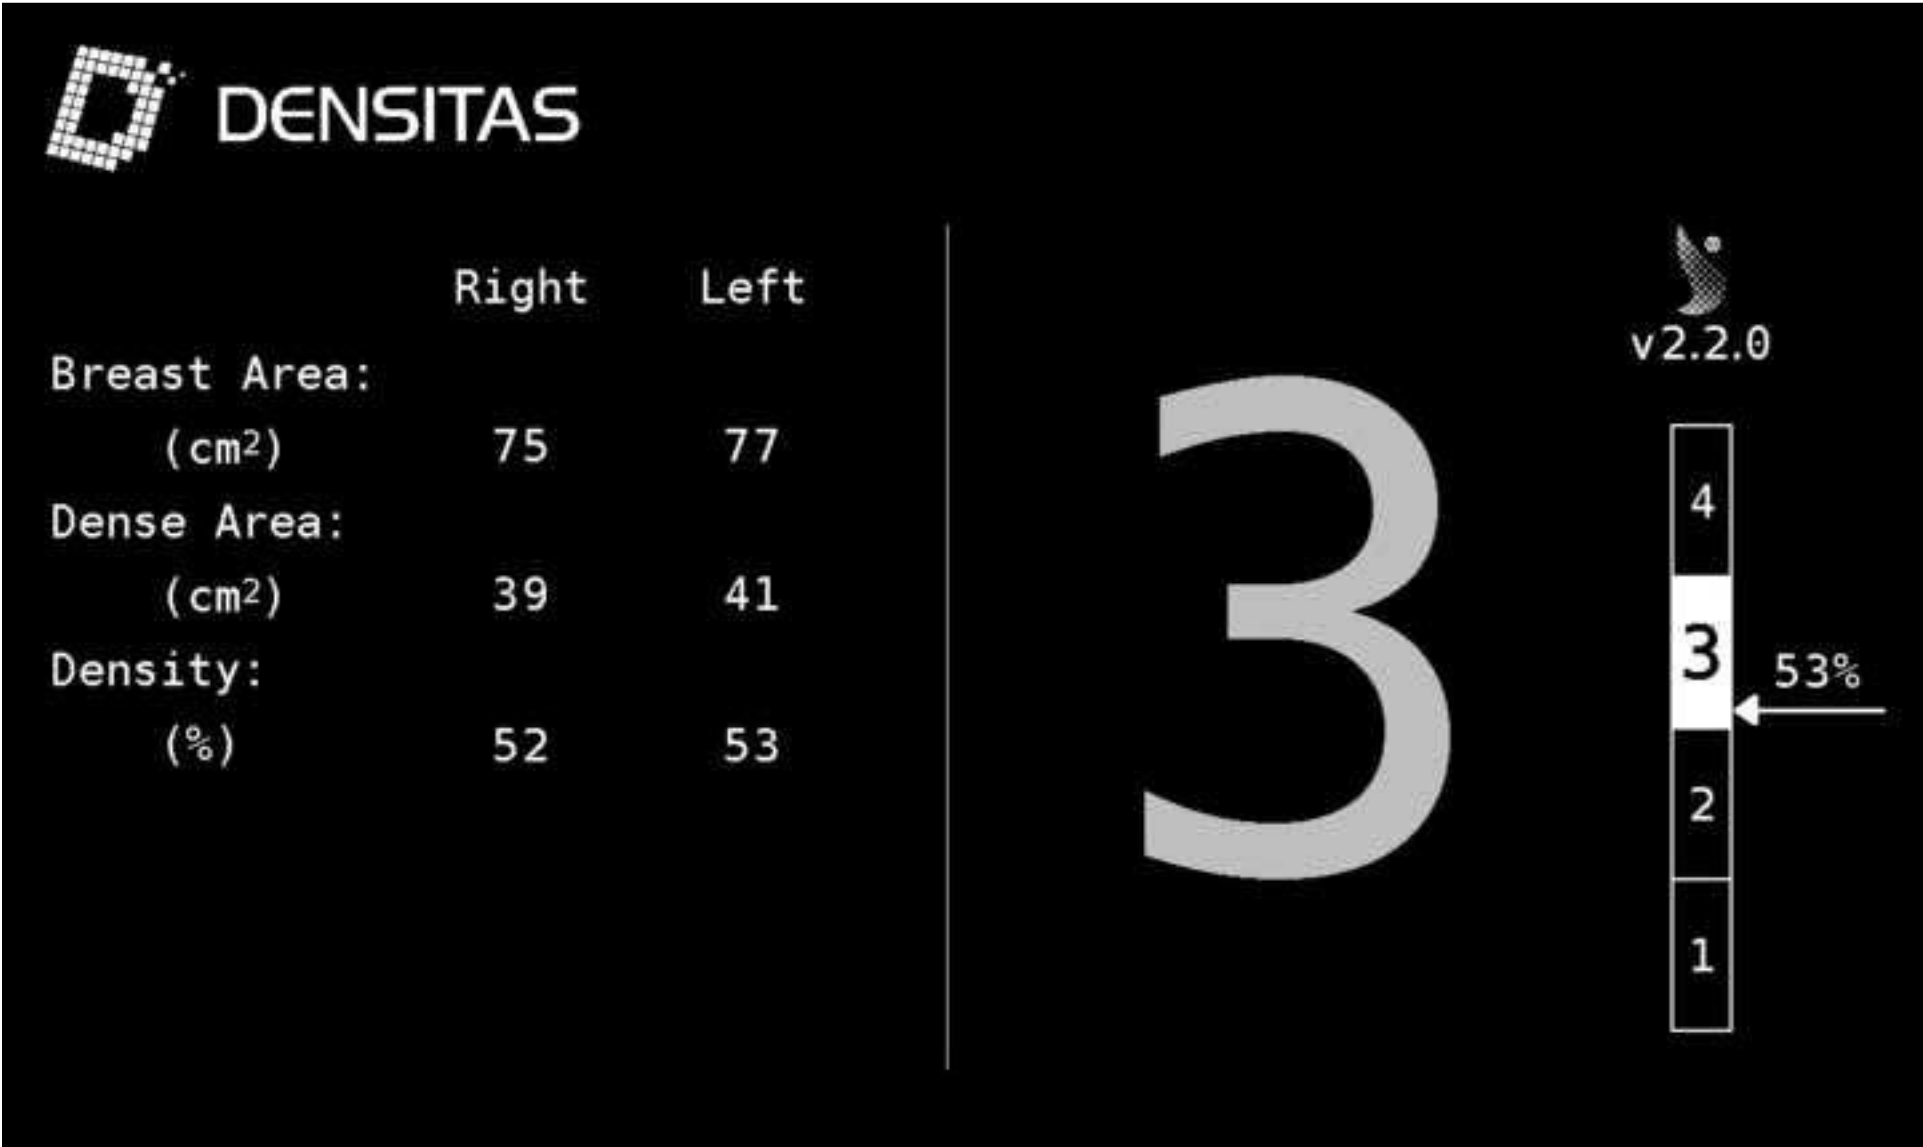 DENSITAS
Right Left
Breast Area:
(cm²) 75 77
Dense Area:
(cm²) 39 41
Density:
(%) 52 53
3
®
v2.2.0
4
3
53%
2
1